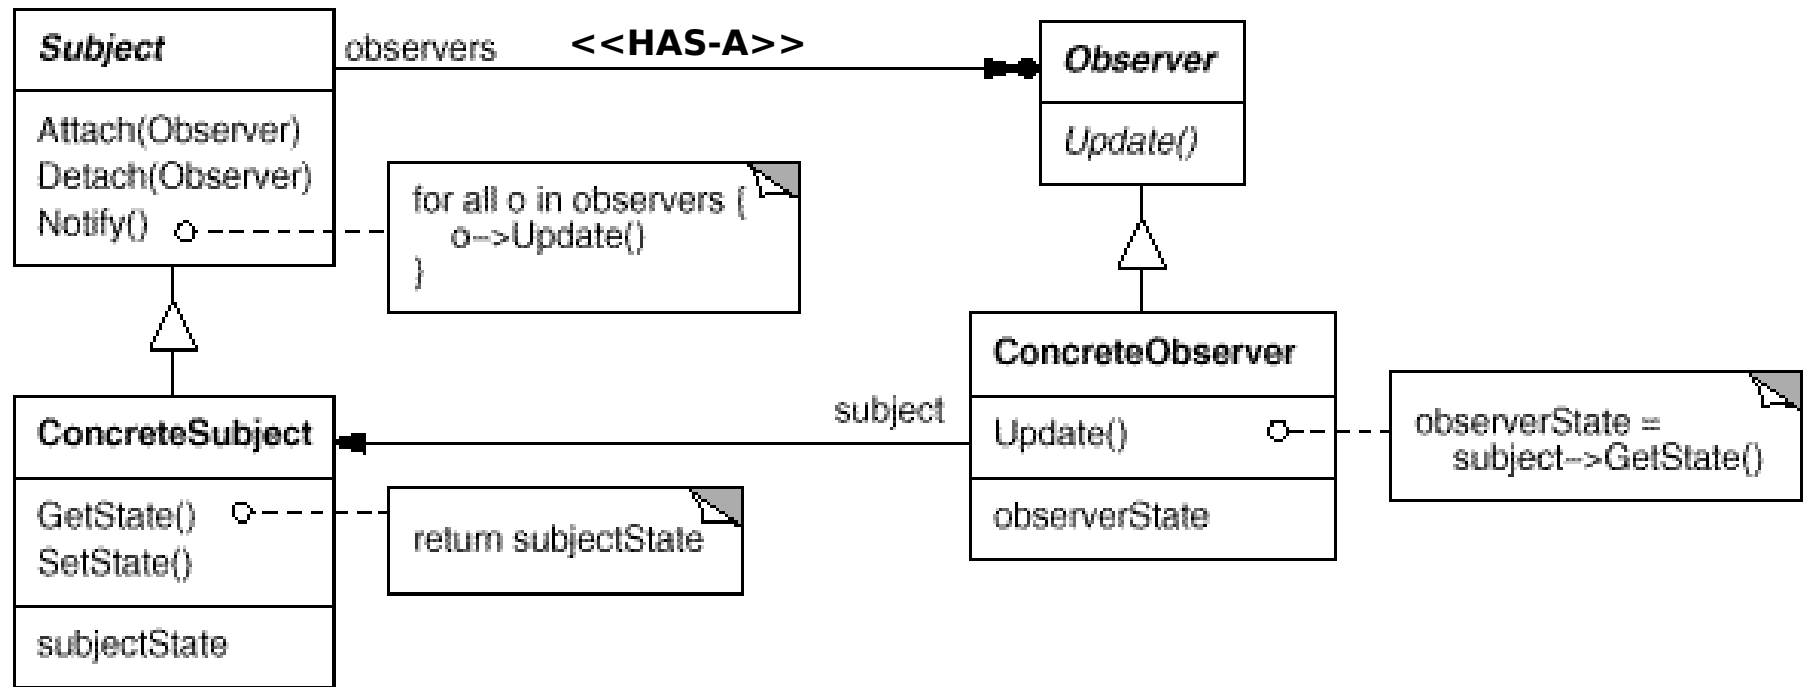 Subject
observers
<<HAS-A>>
Observer
Attach(Observer)
Detach(Observer)
Notify()
for all o in observers {
o–>Update()
}
Update()
ConcreteSubject
GetState()
SetState()
subjectState
return subjectState
subject
ConcreteObserver
Update()
observerState
observerState =
subject–>GetState()